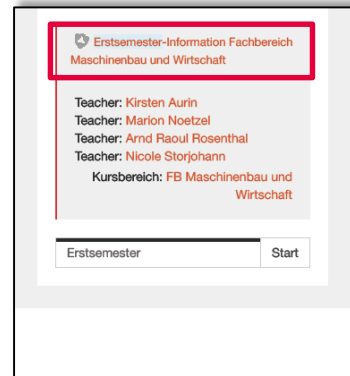 Erstsemester-Information Fachbereich
Maschinenbau und Wirtschaft
Teacher: Kirsten Aurin
Teacher: Marion Noetzel
Teacher: Arnd Raoul Rosenthal
Teacher: Nicole Storjohann
Kursbereich: FB Maschinenbau und
Wirtschaft
Erstsemester Start